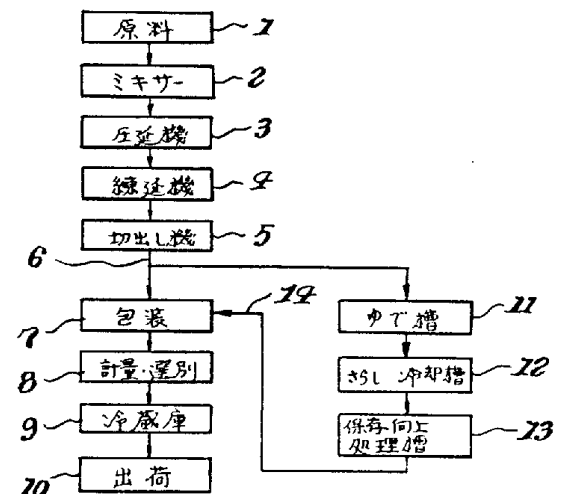 原料
1
ミキサー
2
圧延機
3
練延機
4
切出し機
5
6
14
包装
7
ゆで槽
11
計量・選別
8
さらし 冷却槽
12
冷蔵庫
9
保存向上
処理槽
13
出荷
10